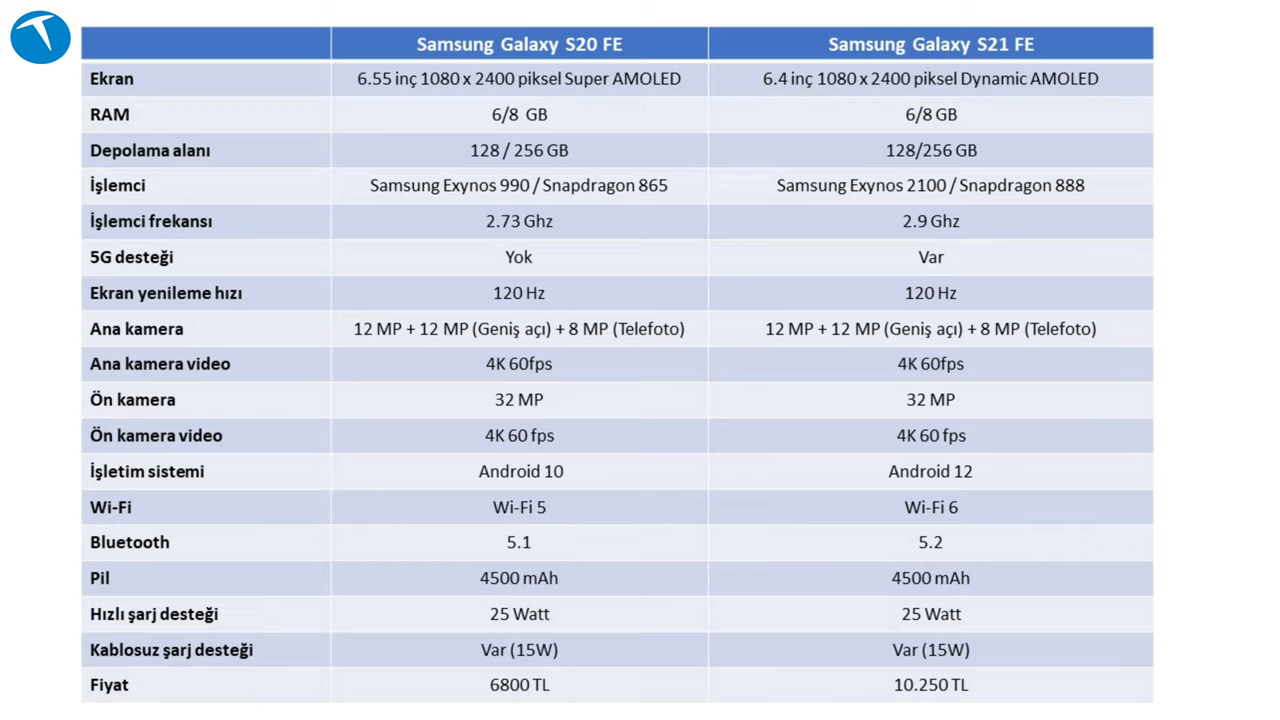 Samsung Galaxy S20 FE Samsung Galaxy S21 FE
Ekran 6.55 inç 1080 x 2400 piksel Super AMOLED 6.4 inç 1080 x 2400 piksel Dynamic AMOLED
RAM 6/8 GB 6/8 GB
Depolama alanı 128 / 256 GB 128/256 GB
İşlemci Samsung Exynos 990 / Snapdragon 865 Samsung Exynos 2100 / Snapdragon 888
İşlemci frekansı 2.73 Ghz 2.9 Ghz
5G desteği Yok Var
Ekran yenileme hızı 120 Hz 120 Hz
Ana kamera 12 MP + 12 MP (Geniş açı) + 8 MP (Telefoto) 12 MP + 12 MP (Geniş açı) + 8 MP (Telefoto)
Ana kamera video 4K 60fps 4K 60fps
Ön kamera 32 MP 32 MP
Ön kamera video 4K 60 fps 4K 60 fps
İşletim sistemi Android 10 Android 12
Wi-Fi Wi-Fi 5 Wi-Fi 6
Bluetooth 5.1 5.2
Pil 4500 mAh 4500 mAh
Hızlı şarj desteği 25 Watt 25 Watt
Kablosuz şarj desteği Var (15W) Var (15W)
Fiyat 6800 TL 10.250 TL